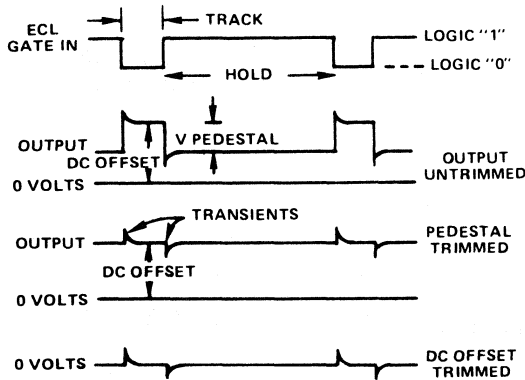 ECL
GATE IN
TRACK
LOGIC "1"
HOLD
LOGIC "0"
OUTPUT
V PEDESTAL
DC OFFSET
0 VOLTS
OUTPUT
UNTRIMMED
TRANSIENTS
OUTPUT
PEDESTAL
TRIMMED
DC OFFSET
0 VOLTS
0 VOLTS
DC OFFSET
TRIMMED